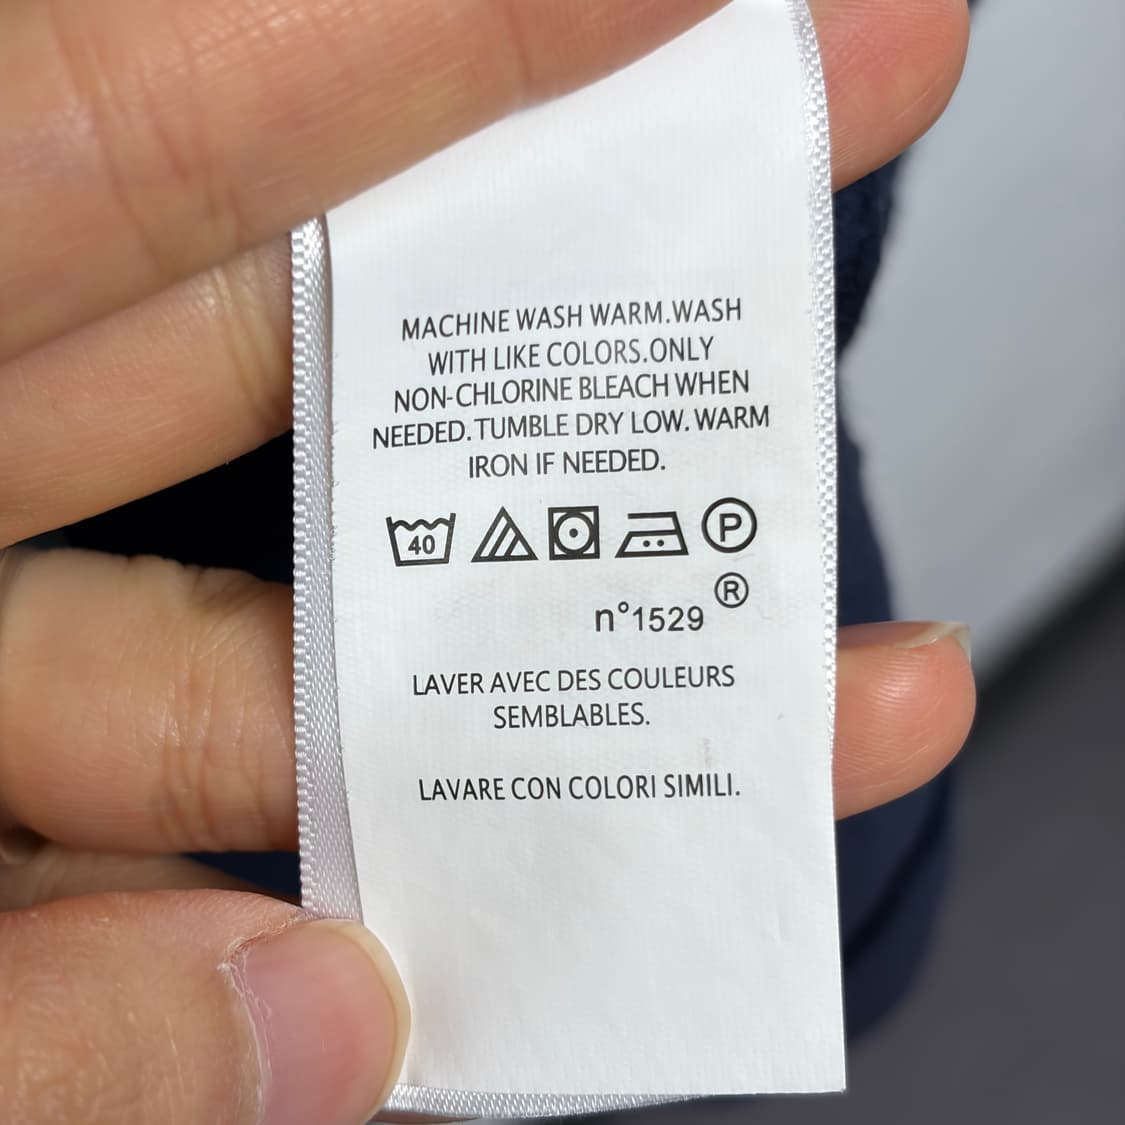 MACHINE WASH WARM.WASH
WITH LIKE COLORS.ONLY
NON-CHLORINE BLEACH WHEN
NEEDED.TUMBLE DRY LOW.WARM
IRON IF NEEDED.
40 P
n°1529 ®
LAVER AVEC DES COULEURS
SEMBLABLES.
LAVARE CON COLORI SIMILI.